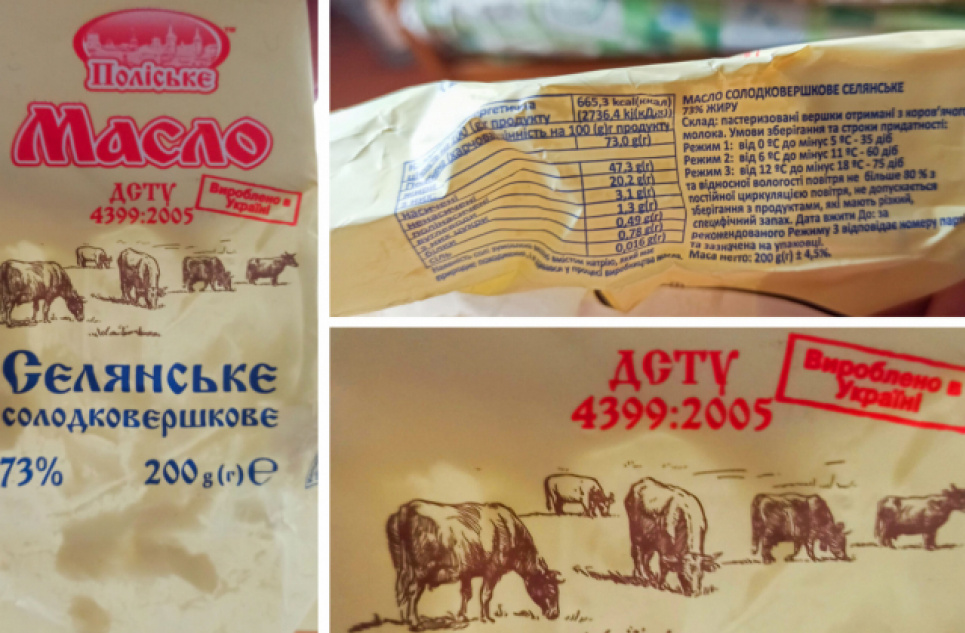 Поліське
Масло
ДСТУ
4399:2005
Вироблено в
Україні
Селянське
солодковершкове
73%
200 g(г) ℮
665,3 kcal(ккал)
(2736,4 kJ(кДж))
продукту
на 100 (g)г продукту
73,0 g(г)
47,3 g(г)
20,2 g(г)
3,1 g(г)
1,3 g(г)
0,49 g(г)
0,78 g(г)
0,016 g(г)
МАСЛО СОЛОДКОВЕРШКОВЕ СЕЛЯНСЬКЕ
73% ЖИРУ
Склад: пастеризовані вершки отримані з коров'ячого
молока. Умови зберігання та строки придатності:
Режим 1: від 0 ºС до мінус 5 ºС - 35 діб
Режим 2: від 6 ºС до мінус 11 ºС - 60 діб
Режим 3: від 12 ºС до мінус 18 ºС - 75 діб
та відносної вологості повітря не більше 80 % з
постійної циркуляцією повітря, не допускається
зберігання з продуктами, які мають різкий,
специфічний запах. Дата вжити До: за
рекомендованого Режиму 3 відповідає номеру парт
та зазначена на упаковці.
Маса нетто: 200 g(г) ± 4,5%.
ДСТУ
4399:2005
Вироблено в
Україні